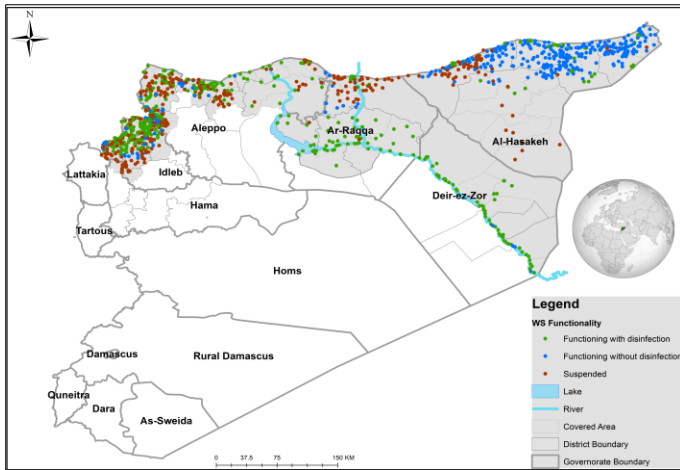 N
Aleppo
Ar-Raqqa
Al-Hasakeh
Lattakia
Idleb
Hama
Deir-ez-Zor
Tartous
Homs
Damascus
Rural Damascus
Quneitra
Dara
As-Sweida
Legend
WS Functionality
Functioning with disinfection
Functioning without disinfection
Suspended
Lake
River
Covered Area
District Boundary
Governorate Boundary
0 37.5 75 150 KM